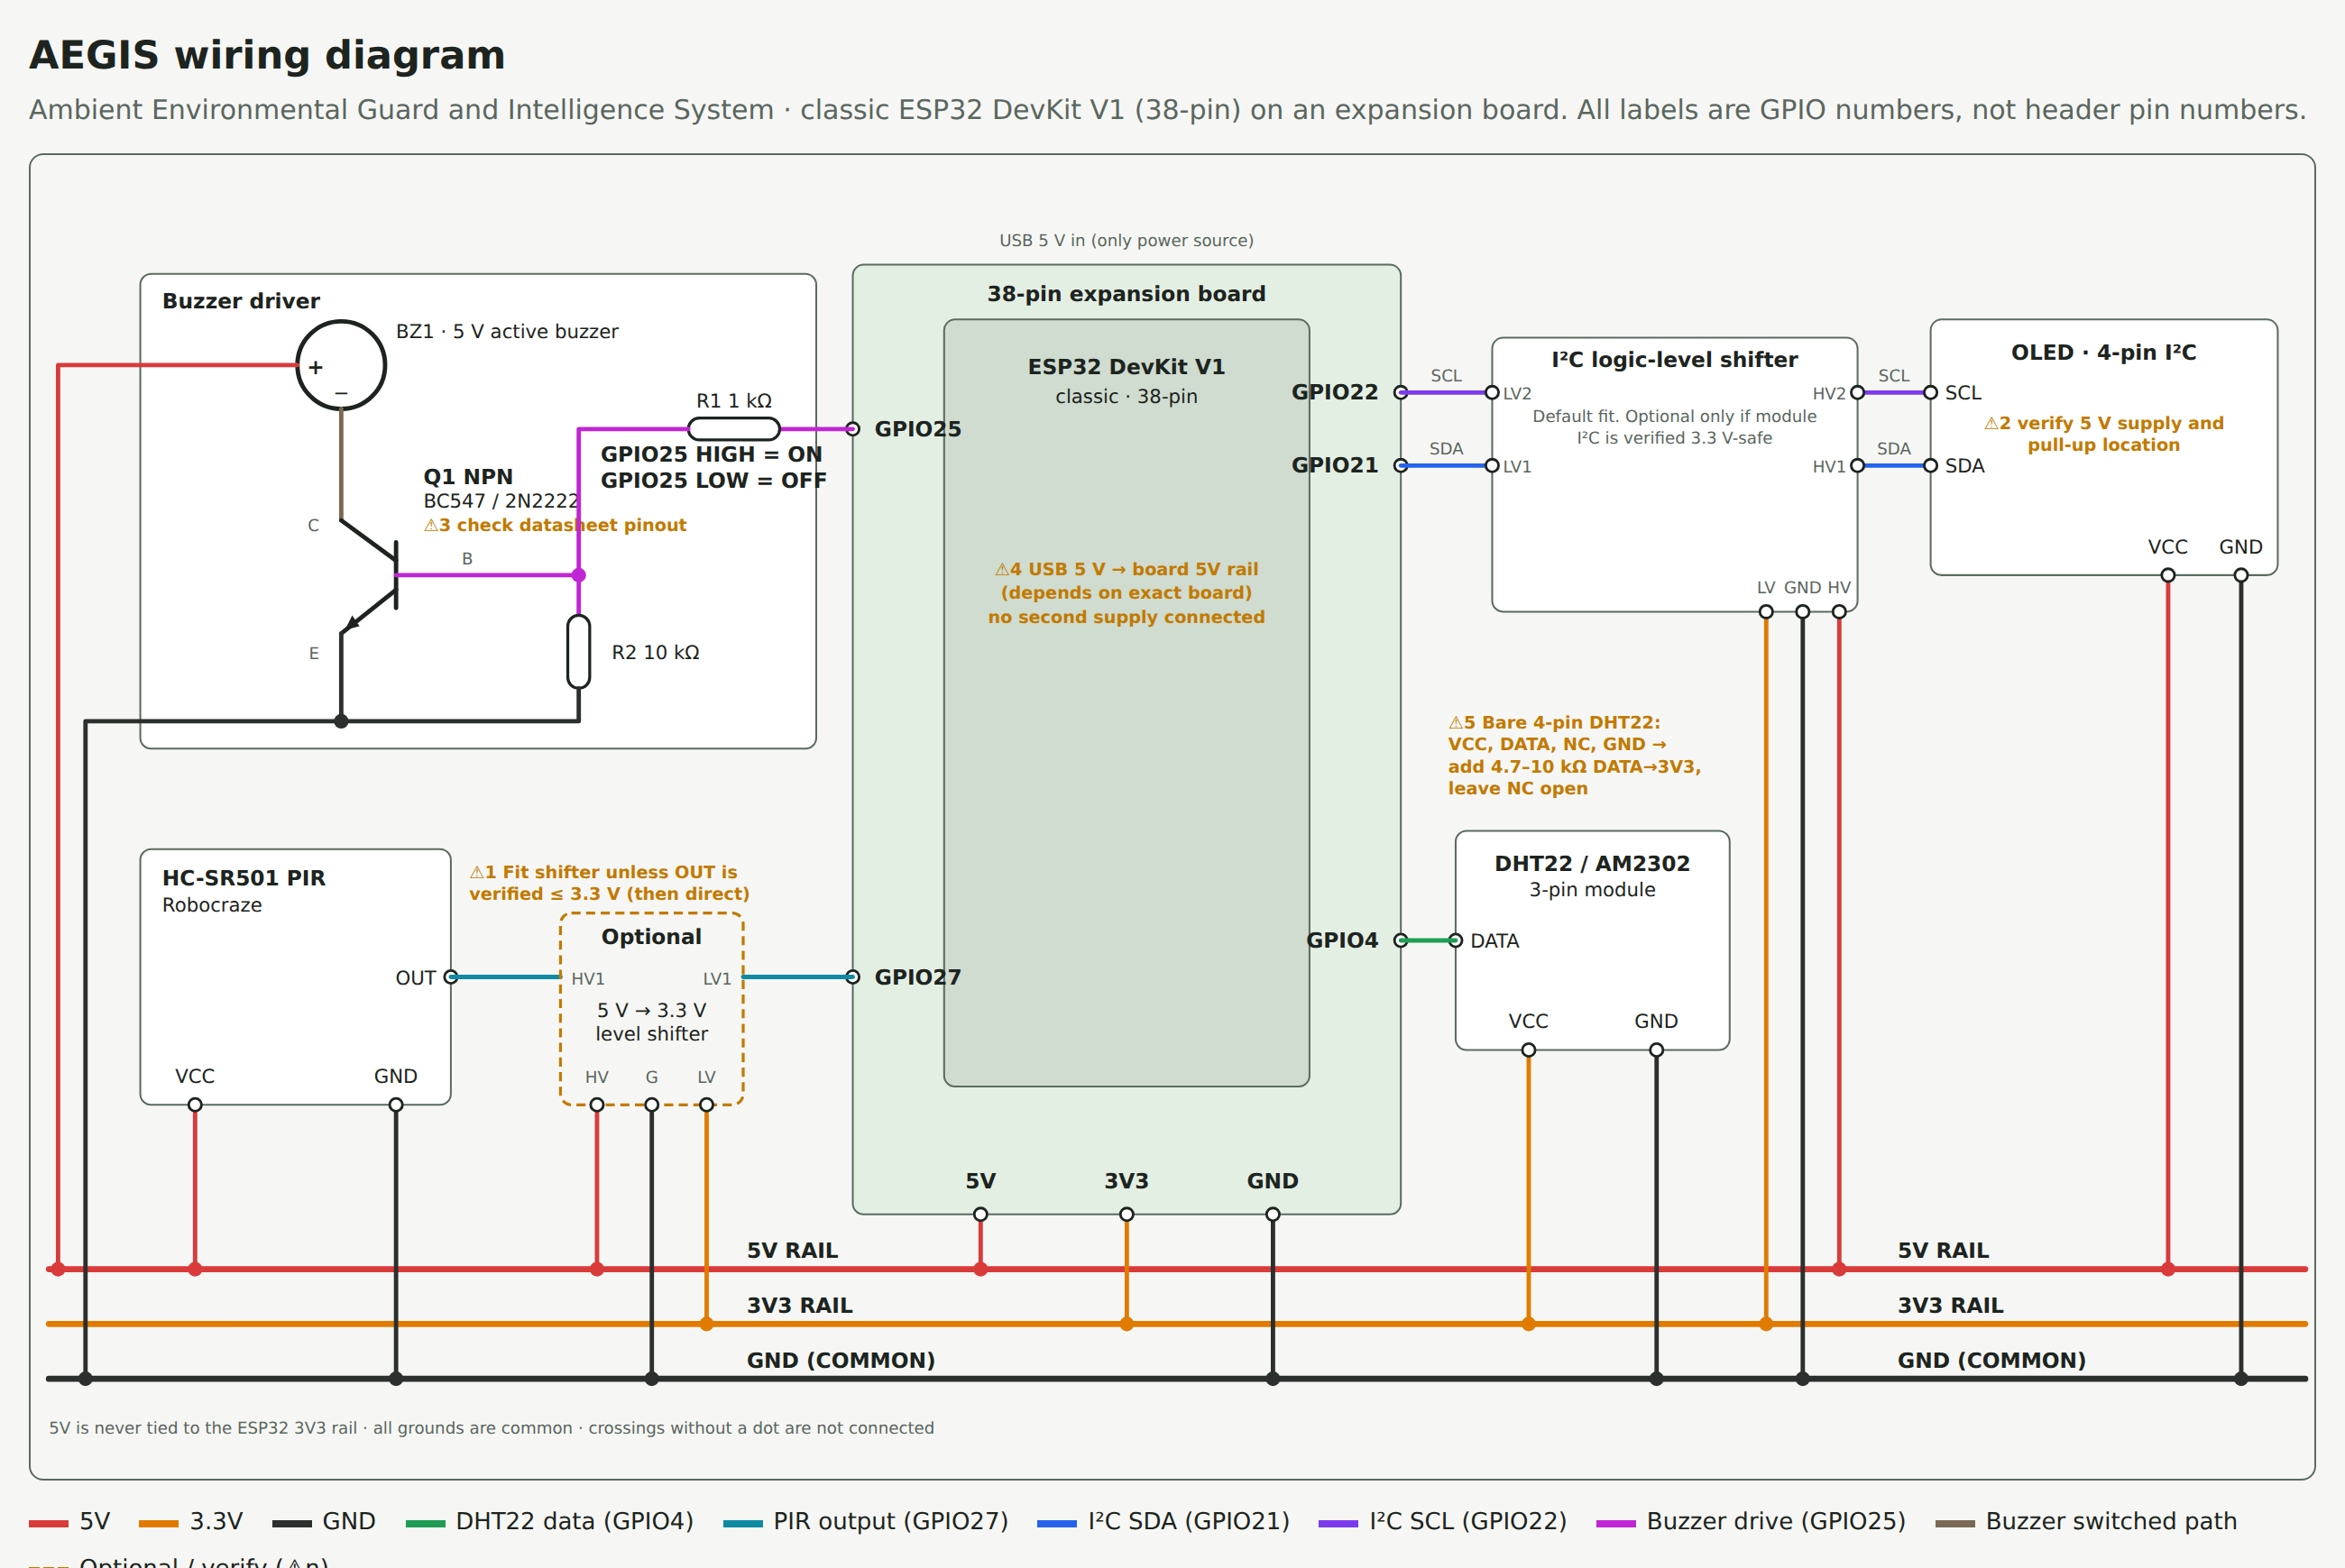 AEGIS wiring diagram
Ambient Environmental Guard and Intelligence System · classic ESP32 DevKit V1 (38-pin) on an expansion board. All labels are GPIO numbers, not header pin numbers.
USB 5 V in (only power source)
Buzzer driver
BZ1 · 5 V active buzzer
+
−
R1 1 kΩ
GPIO25 HIGH = ON
GPIO25 LOW = OFF
Q1 NPN
BC547 / 2N2222
⚠3 check datasheet pinout
C
B
E
R2 10 kΩ
38-pin expansion board
ESP32 DevKit V1
classic · 38-pin
GPIO25
GPIO22
GPIO21
⚠4 USB 5 V → board 5V rail
(depends on exact board)
no second supply connected
GPIO4
GPIO27
5V
3V3
GND
SCL
SDA
I²C logic-level shifter
LV2
HV2
Default fit. Optional only if module
I²C is verified 3.3 V-safe
LV1
HV1
LV
GND
HV
SCL
SDA
OLED · 4-pin I²C
SCL
⚠2 verify 5 V supply and
pull-up location
SDA
VCC
GND
⚠5 Bare 4-pin DHT22:
VCC, DATA, NC, GND →
add 4.7–10 kΩ DATA→3V3,
leave NC open
DHT22 / AM2302
3-pin module
DATA
VCC
GND
HC-SR501 PIR
Robocraze
OUT
VCC
GND
⚠1 Fit shifter unless OUT is
verified ≤ 3.3 V (then direct)
Optional
HV1
LV1
5 V → 3.3 V
level shifter
HV
G
LV
5V RAIL
5V RAIL
3V3 RAIL
3V3 RAIL
GND (COMMON)
GND (COMMON)
5V is never tied to the ESP32 3V3 rail · all grounds are common · crossings without a dot are not connected
5V
3.3V
GND
DHT22 data (GPIO4)
PIR output (GPIO27)
I²C SDA (GPIO21)
I²C SCL (GPIO22)
Buzzer drive (GPIO25)
Buzzer switched path
Optional / verify (⚠n)